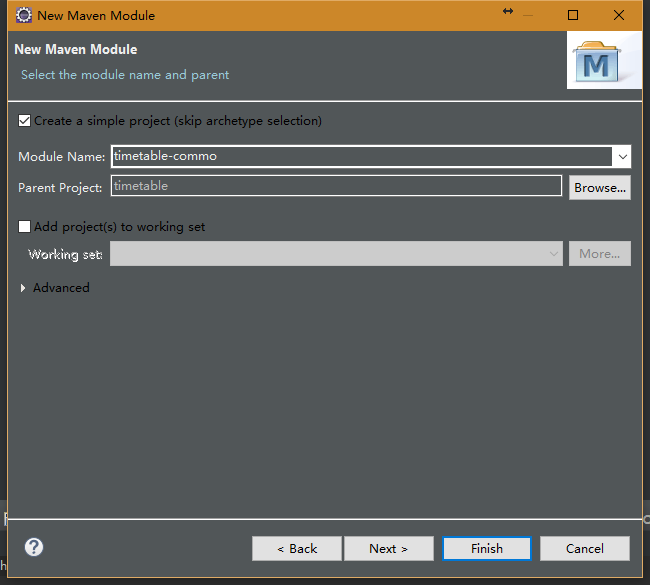 New Maven Module
New Maven Module
Select the module name and parent
M
Create a simple project (skip archetype selection)
Module Name: timetable-commo
Parent Project: timetable Browse...
Add project(s) to working set
Working set: More...
Advanced
? < Back Next > Finish Cancel